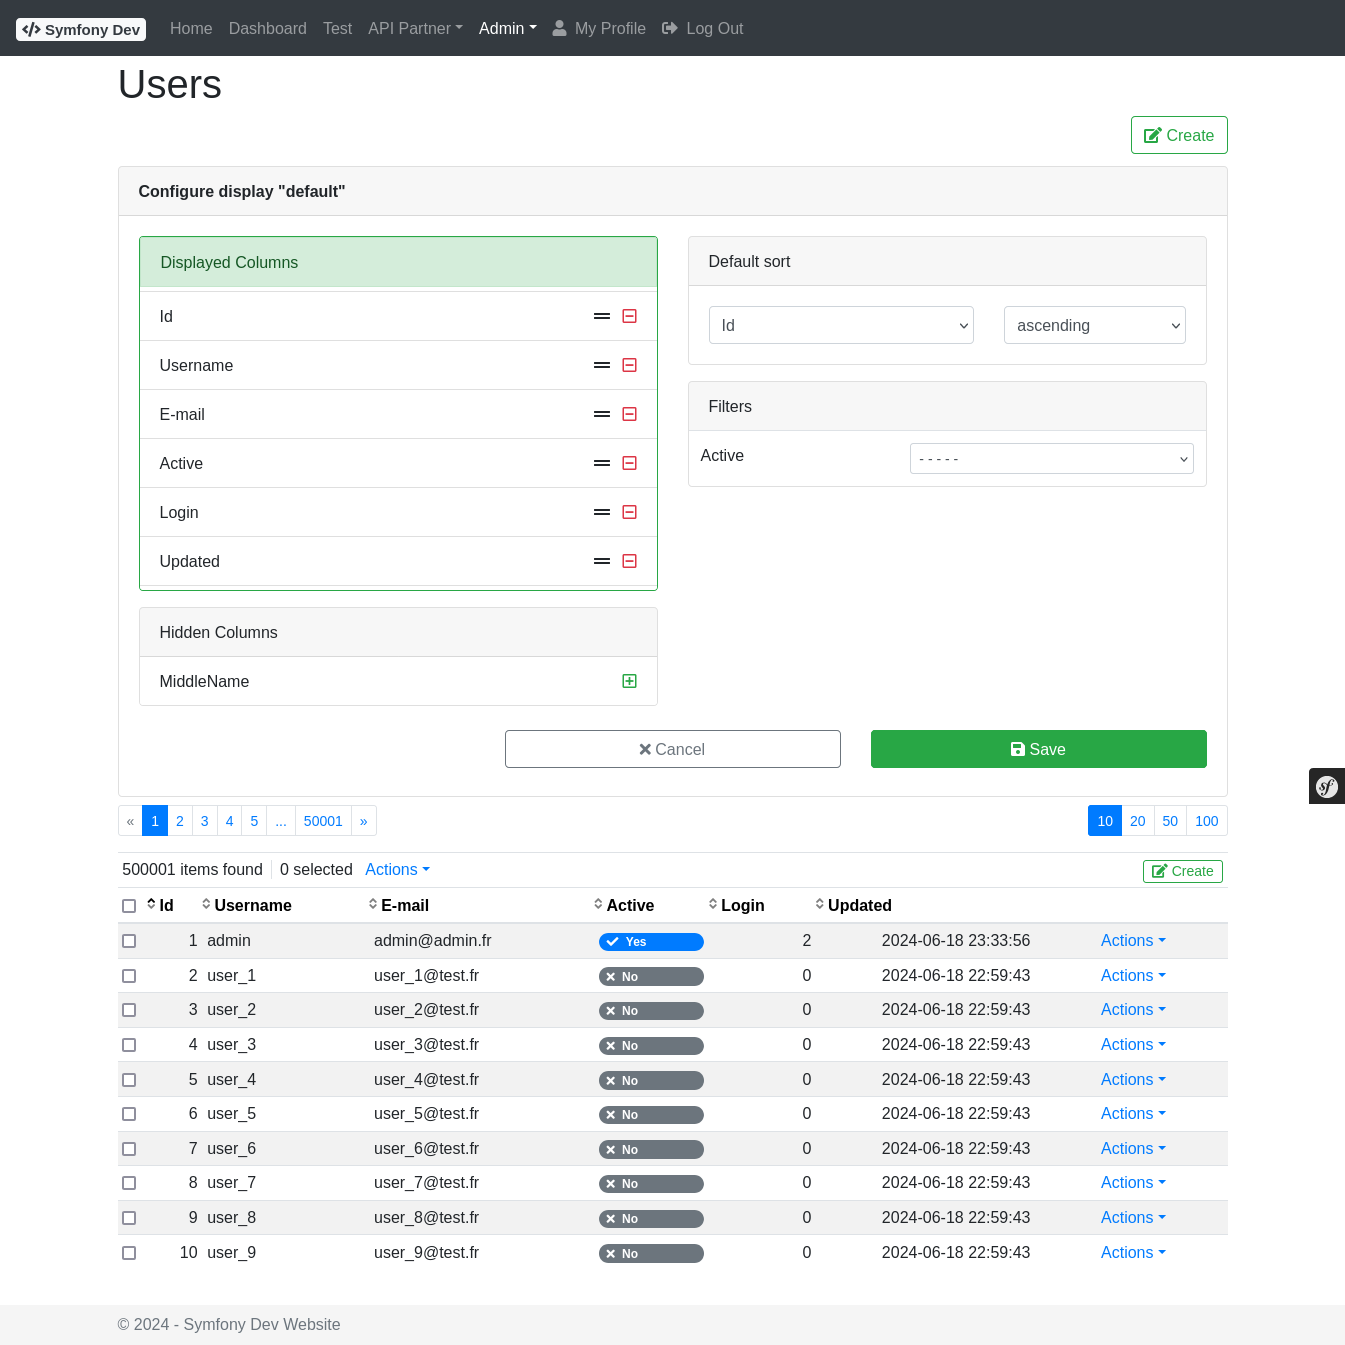 Symfony Dev Home Dashboard Test API Partner Admin My Profile Log Out
Users
Create
Configure display "default"
Displayed Columns
Id
Username
E-mail
Active
Login
Updated
Hidden Columns
MiddleName
Default sort
Id ascending
Filters
Active - - - - -
Cancel Save
« 1 2 3 4 5 ... 50001 » 10 20 50 100
500001 items found 0 selected Actions Create
Id Username E-mail Active Login Updated
1 admin admin@admin.fr Yes 2 2024-06-18 23:33:56 Actions
2 user_1 user_1@test.fr No 0 2024-06-18 22:59:43 Actions
3 user_2 user_2@test.fr No 0 2024-06-18 22:59:43 Actions
4 user_3 user_3@test.fr No 0 2024-06-18 22:59:43 Actions
5 user_4 user_4@test.fr No 0 2024-06-18 22:59:43 Actions
6 user_5 user_5@test.fr No 0 2024-06-18 22:59:43 Actions
7 user_6 user_6@test.fr No 0 2024-06-18 22:59:43 Actions
8 user_7 user_7@test.fr No 0 2024-06-18 22:59:43 Actions
9 user_8 user_8@test.fr No 0 2024-06-18 22:59:43 Actions
10 user_9 user_9@test.fr No 0 2024-06-18 22:59:43 Actions
© 2024 - Symfony Dev Website